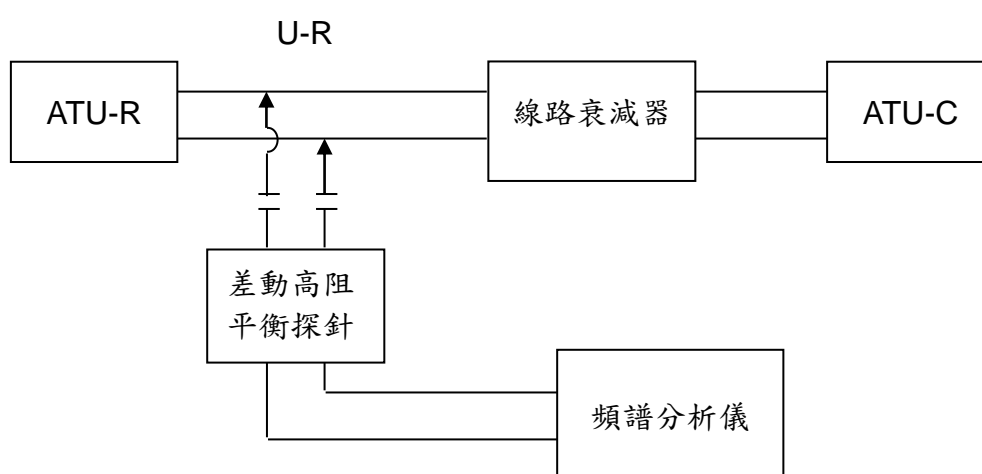 U-R
ATU-R
線路衰減器
ATU-C
差動高阻
平衡探針
頻譜分析儀